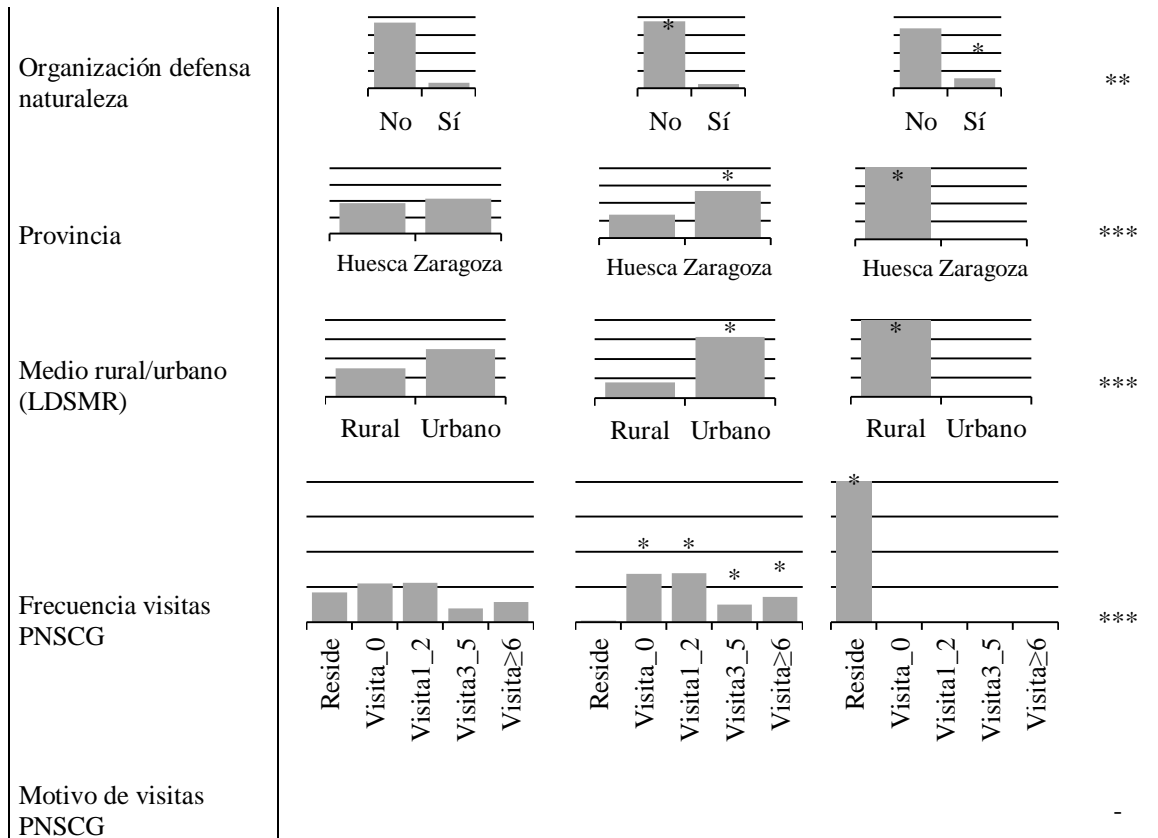 *
*
Organización defensa
naturaleza
**
No Sí
No Sí
No Sí
*
*
Provincia
***
Huesca Zaragoza
Huesca Zaragoza
Huesca Zaragoza
*
*
Medio rural/urbano
(LDSMR)
***
Rural Urbano
Rural Urbano
Rural Urbano
*
* *
* *
Frecuencia visitas
PNSCG
***
Reside Visita_0 Visita1_2 Visita3_5 Visita≥6
Reside Visita_0 Visita1_2 Visita3_5 Visita≥6
Reside Visita_0 Visita1_2 Visita3_5 Visita≥6
Motivo de visitas
PNSCG
-